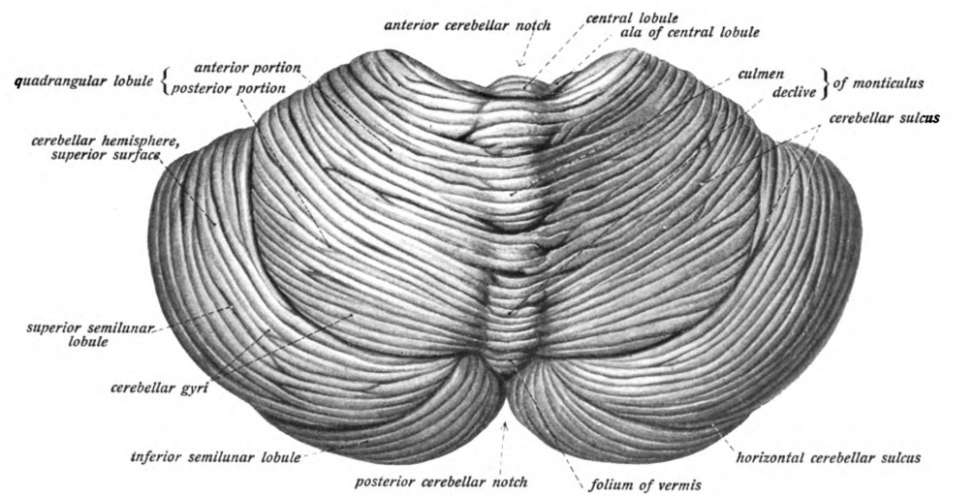 anterior cerebellar notch
central lobule
ala of central lobule
quadrangular lobule { anterior portion
posterior portion
culmen
declive } of monticulus
cerebellar sulcus
cerebellar hemisphere,
superior surface
superior semilunar
lobule
cerebellar gyri
inferior semilunar lobule
posterior cerebellar notch
folium of vermis
horizontal cerebellar sulcus